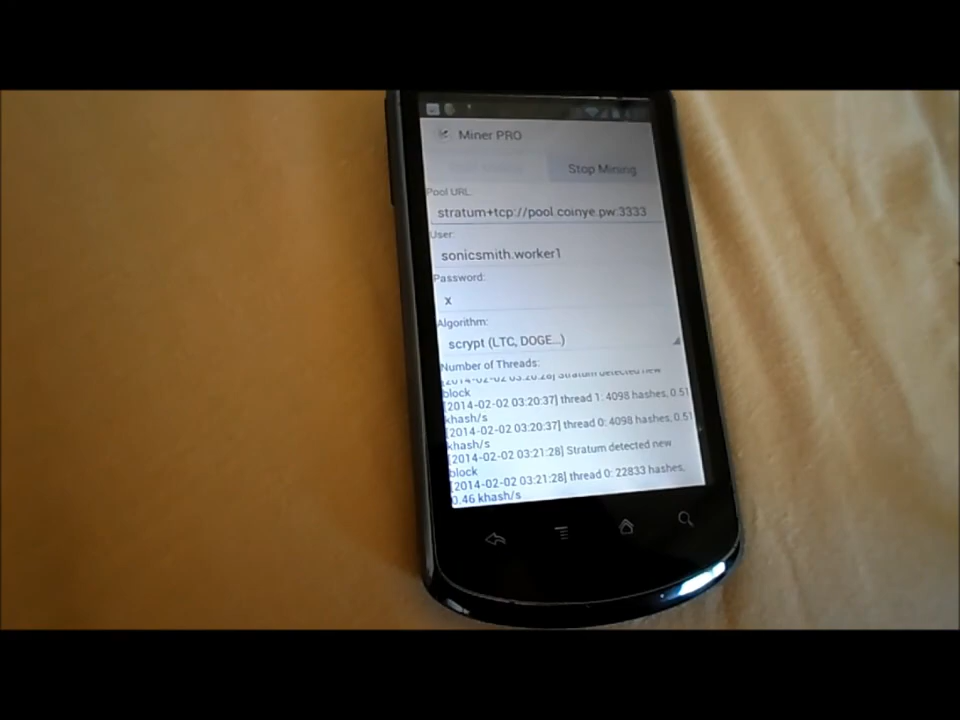 Miner PRO
Stop Mining
Pool URL:
stratum+tcp://pool.coinye.pw:3333
User:
sonicsmith.worker1
Password:
x
Algorithm:
scrypt (LTC, DOGE...)
Number of Threads:
[2014-02-02 03:20:28] Stratum detected new
block
[2014-02-02 03:20:37] thread 1: 4098 hashes, 0.51
khash/s
[2014-02-02 03:20:37] thread 0: 4098 hashes, 0.51
khash/s
[2014-02-02 03:21:28] Stratum detected new
block
[2014-02-02 03:21:28] thread 0: 22833 hashes,
0.46 khash/s